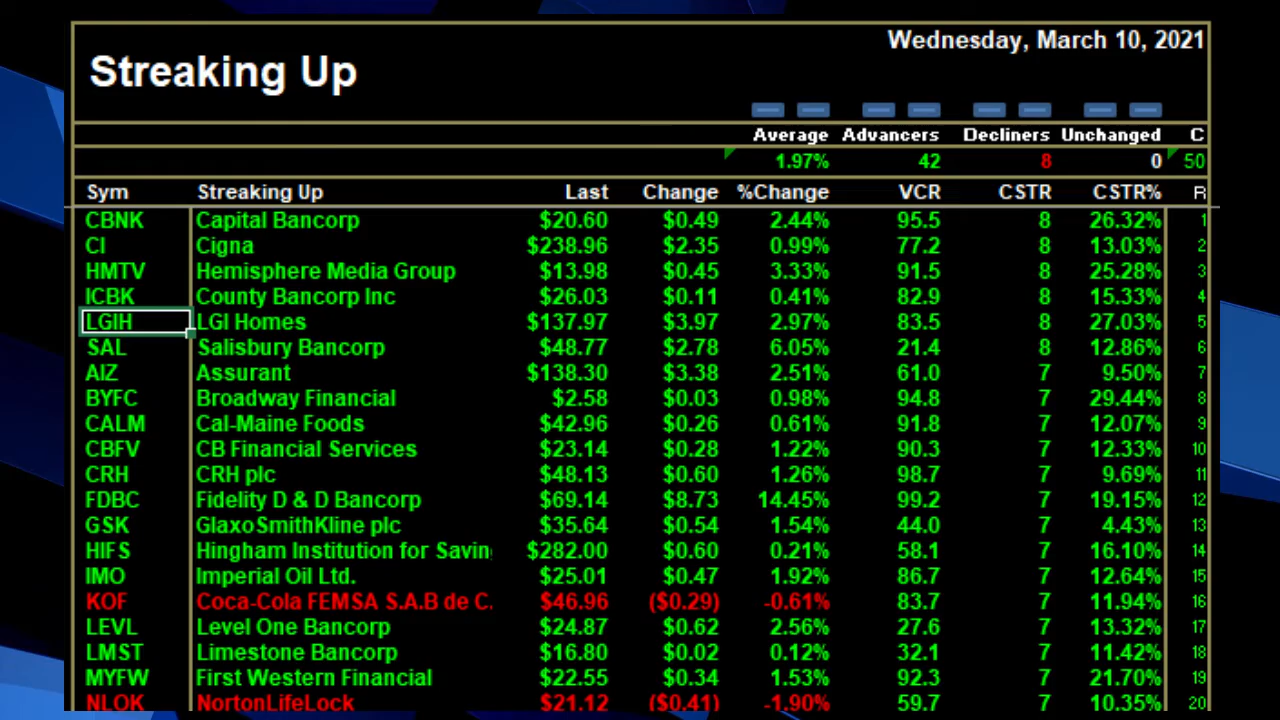 Wednesday, March 10, 2021
Streaking Up
Average Advancers Decliners Unchanged C
1.97% 42 8 0 50
Sym Streaking Up Last Change %Change VCR CSTR CSTR% R
CBNK Capital Bancorp $20.60 $0.49 2.44% 95.5 8 26.32% 1
CI Cigna $238.96 $2.35 0.99% 77.2 8 13.03% 2
HMTV Hemisphere Media Group $13.98 $0.45 3.33% 91.5 8 25.28% 3
ICBK County Bancorp Inc $26.03 $0.11 0.41% 82.9 8 15.33% 4
LGIH LGI Homes $137.97 $3.97 2.97% 83.5 8 27.03% 5
SAL Salisbury Bancorp $48.77 $2.78 6.05% 21.4 8 12.86% 6
AIZ Assurant $138.30 $3.38 2.51% 61.0 7 9.50% 7
BYFC Broadway Financial $2.58 $0.03 0.98% 94.8 7 29.44% 8
CALM Cal-Maine Foods $42.96 $0.26 0.61% 91.8 7 12.07% 9
CBFV CB Financial Services $23.14 $0.28 1.22% 90.3 7 12.33% 10
CRH CRH plc $48.13 $0.60 1.26% 98.7 7 9.69% 11
FDBC Fidelity D & D Bancorp $69.14 $8.73 14.45% 99.2 7 19.15% 12
GSK GlaxoSmithKline plc $35.64 $0.54 1.54% 44.0 7 4.43% 13
HIFS Hingham Institution for Savin $282.00 $0.60 0.21% 58.1 7 16.10% 14
IMO Imperial Oil Ltd. $25.01 $0.47 1.92% 86.7 7 12.64% 15
KOF Coca-Cola FEMSA S.A.B de C. $46.96 ($0.29) -0.61% 83.7 7 11.94% 16
LEVL Level One Bancorp $24.87 $0.62 2.56% 27.6 7 13.32% 17
LMST Limestone Bancorp $16.80 $0.02 0.12% 32.1 7 11.42% 18
MYFW First Western Financial $22.55 $0.34 1.53% 92.3 7 21.70% 19
NLOK NortonLifeLock $21.12 ($0.41) -1.90% 59.7 7 10.35% 20